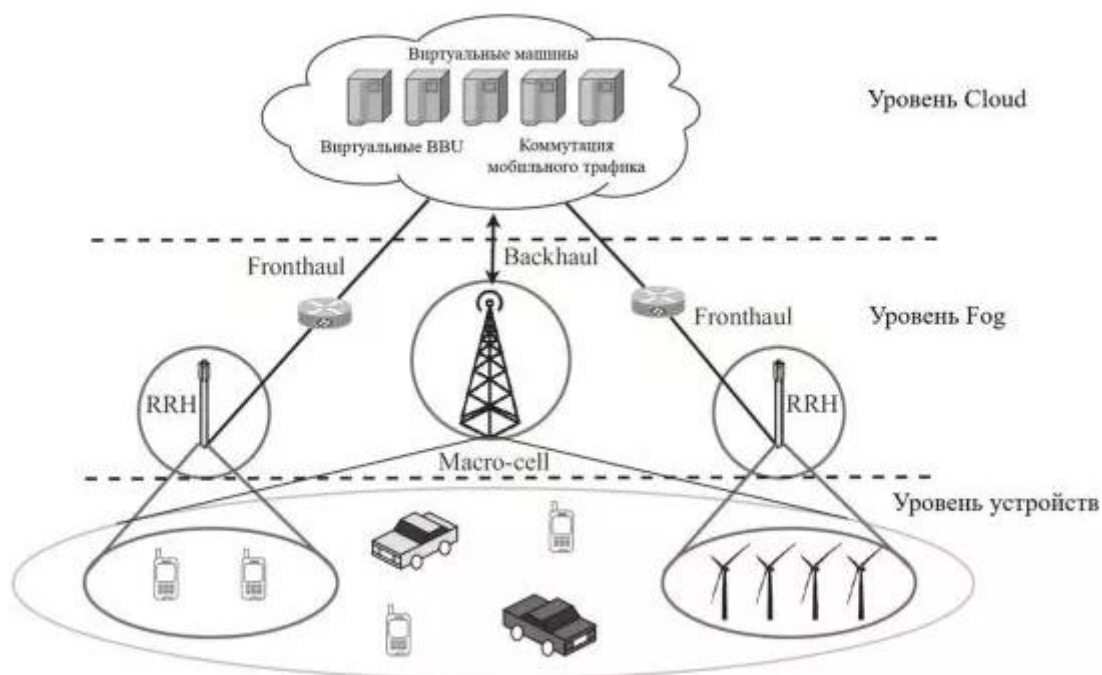 Виртуальные машины
Уровень Cloud
Виртуальные BBU
Коммутация
мобильного трафика
Backhaul
Fronthaul
Fronthaul
Уровень Fog
RRH
RRH
Macro-cell
Уровень устройств